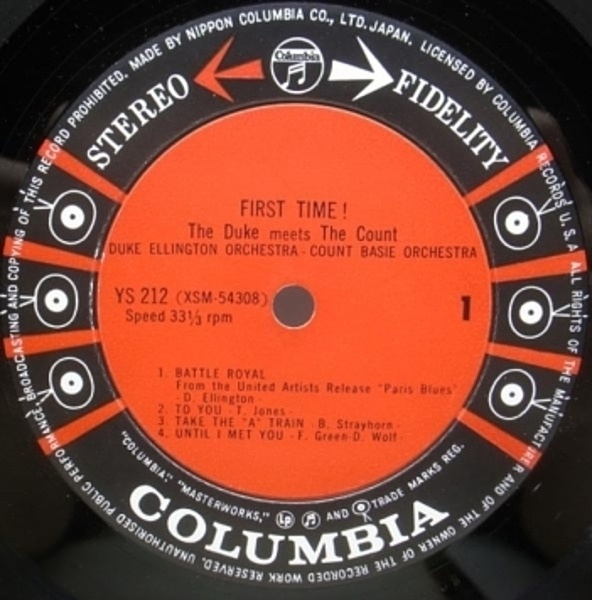 MADE BY NIPPON COLUMBIA CO., LTD. JAPAN. LICENSED BY COLUMBIA RECORDS U.S.A. ALL RIGHTS OF THE MANUFACTURER AND OF THE OWNER OF THE RECORDED WORK RESERVED. UNAUTHORISED PUBLIC PERFORMANCE BROADCASTING AND COPYING OF THIS RECORD PROHIBITED.
Columbia
STEREO
FIDELITY
FIRST TIME!
The Duke meets The Count
DUKE ELLINGTON ORCHESTRA - COUNT BASIE ORCHESTRA
YS 212 (XSM-54308)
Speed 33⅓ rpm
1
1. BATTLE ROYAL
From the United Artists Release "Paris Blues"
- D. Ellington -
2. TO YOU - T. Jones -
3. TAKE THE "A" TRAIN - B. Strayhorn -
4. UNTIL I MET YOU - F. Green-D. Wolf -
"COLUMBIA," "MASTERWORKS," Lp AND TRADE MARKS REG.
COLUMBIA